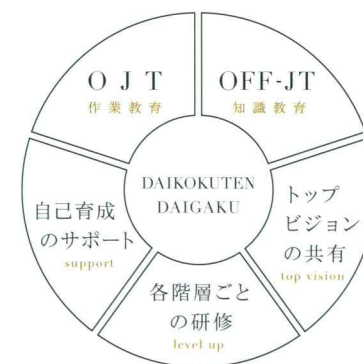 OJT
作業教育
OFF-JT
知識教育
DAIKOKUTEN
DAIGAKU
自己育成
のサポート
support
トップ
ビジョン
の共有
top vision
各階層ごと
の研修
level up